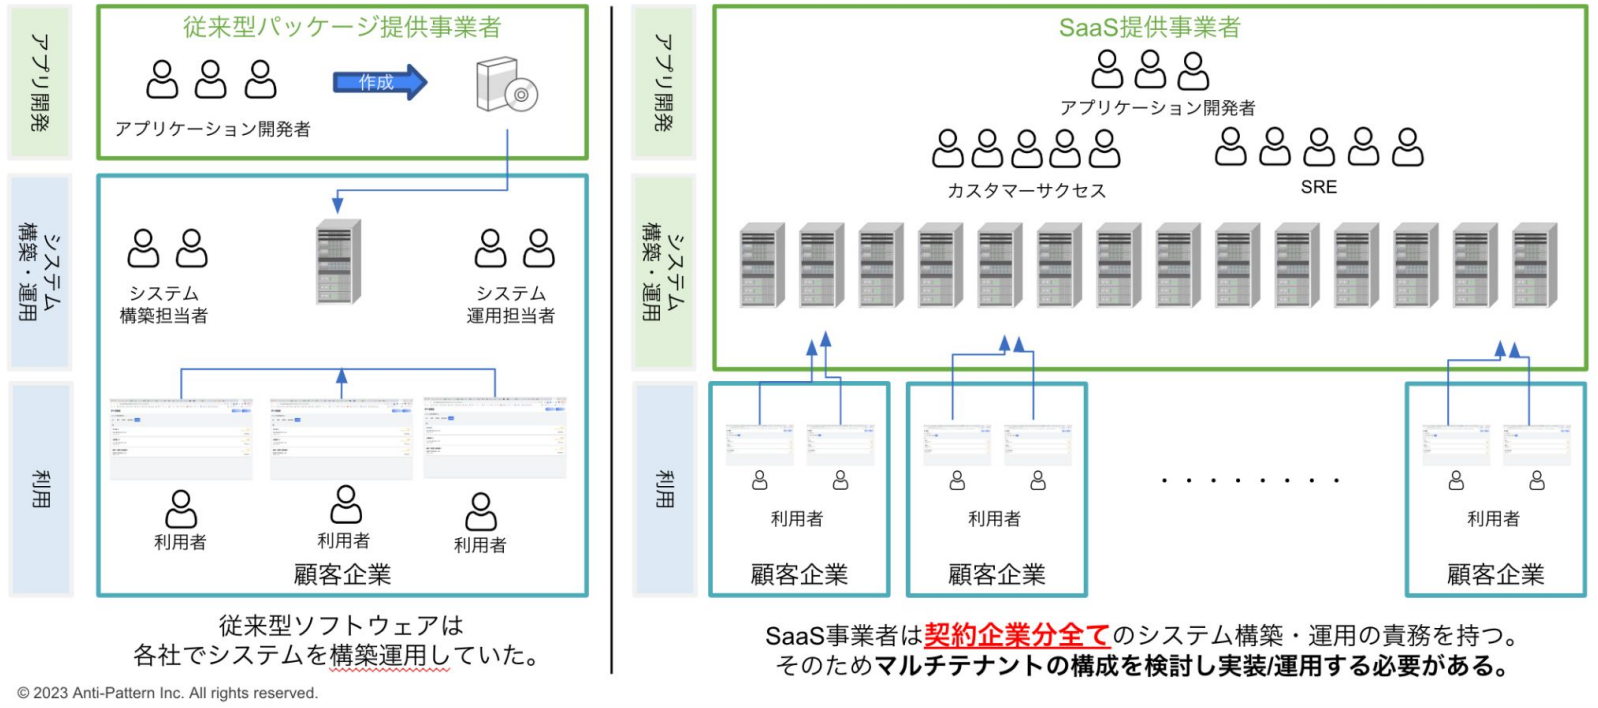 アプリ開発
従来型パッケージ提供事業者
作成
アプリケーション開発者
システム
構築・運用
システム
構築担当者
システム
運用担当者
利用
利用者
利用者
利用者
顧客企業
従来型ソフトウェアは
各社でシステムを構築運用していた。
アプリ開発
SaaS提供事業者
アプリケーション開発者
カスタマーサクセス
SRE
システム
構築・運用
利用
利用者
顧客企業
利用者
顧客企業
・・・・・・・・
利用者
顧客企業
SaaS事業者は契約企業分全てのシステム構築・運用の責務を持つ。
そのためマルチテナントの構成を検討し実装/運用する必要がある。
© 2023 Anti-Pattern Inc. All rights reserved.